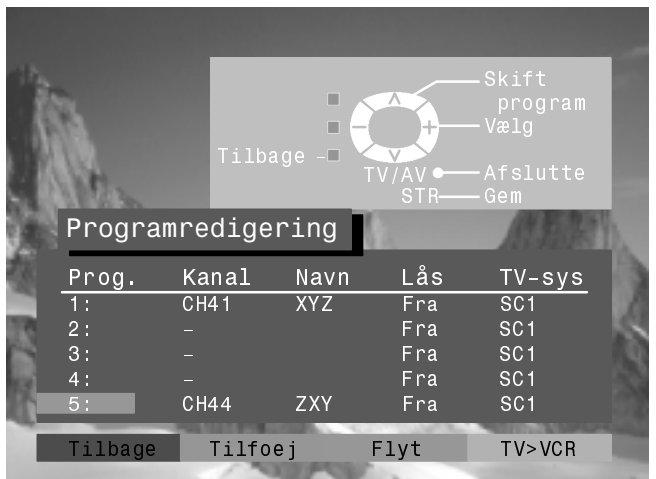 Skift
program
Vælg
Tilbage
TV/AV Afslutte
STR Gem
Programredigering
Prog. Kanal Navn Lås TV-sys
1: CH41 XYZ Fra SC1
2: – Fra SC1
3: – Fra SC1
4: – Fra SC1
5: CH44 ZXY Fra SC1
Tilbage Tilfoej Flyt TV>VCR